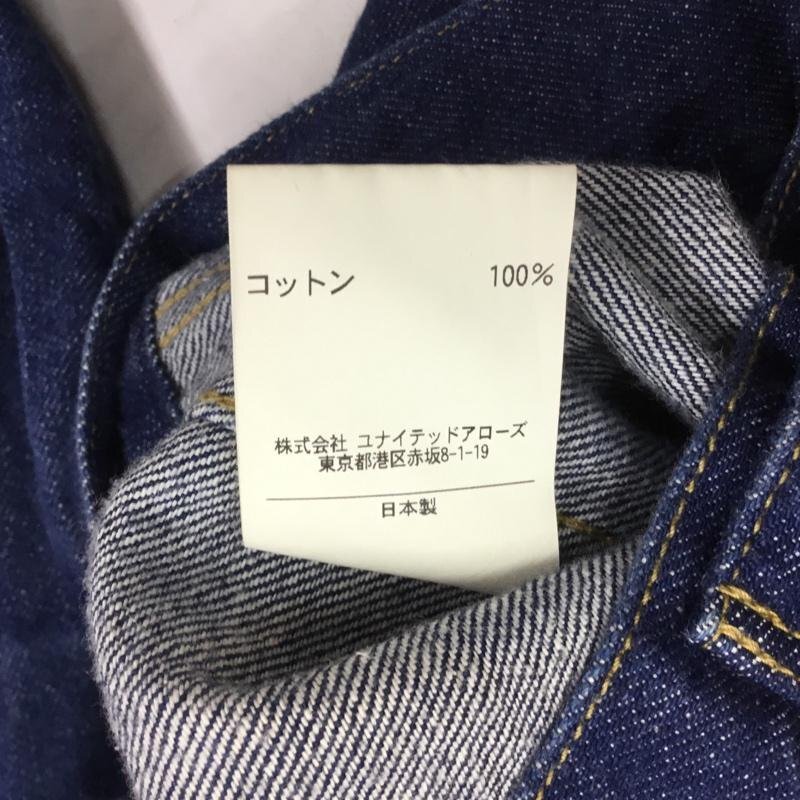 コットン 100%
株式会社 ユナイテッドアローズ
東京都港区赤坂8-1-19
日本製